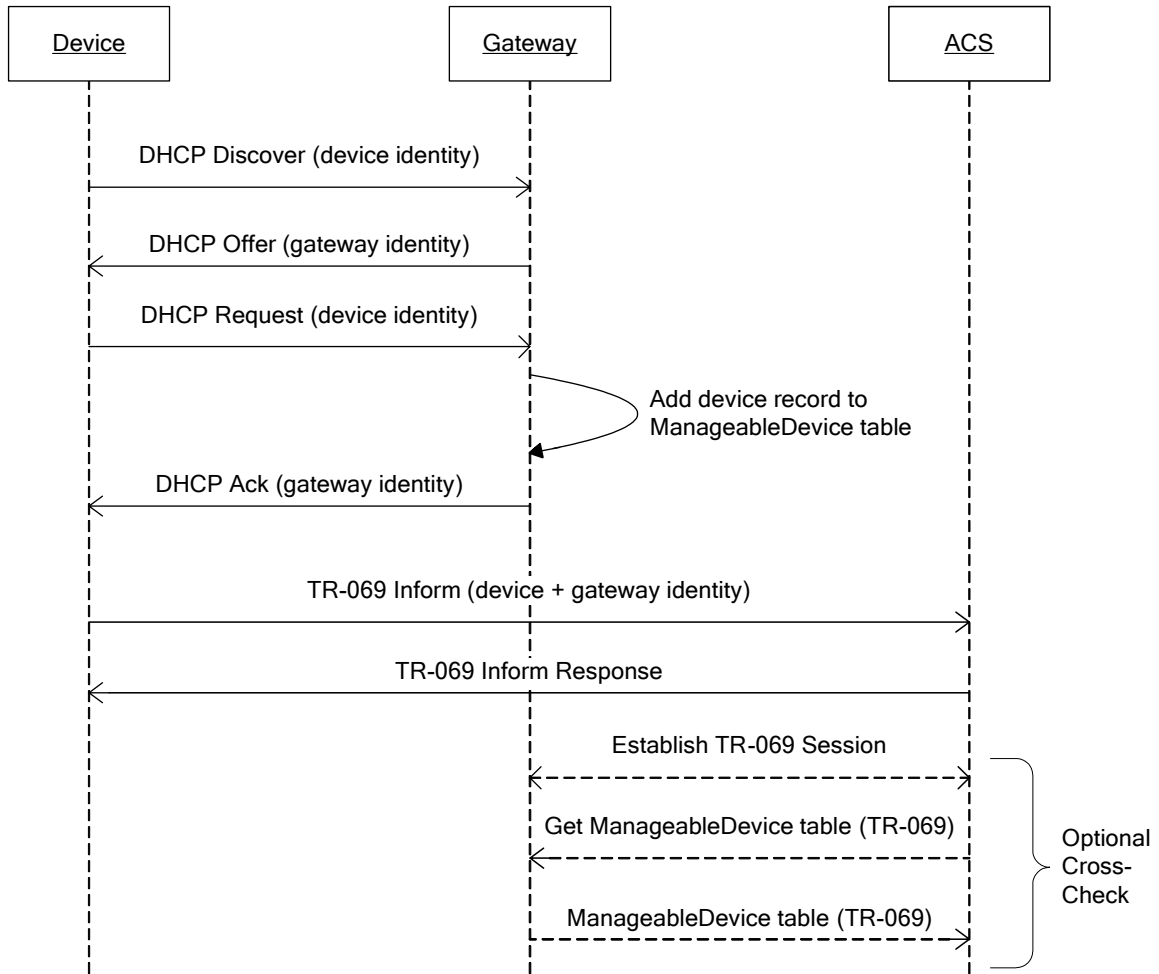 Device
Gateway
ACS
DHCP Discover (device identity)
DHCP Offer (gateway identity)
DHCP Request (device identity)
Add device record to
ManageableDevice table
DHCP Ack (gateway identity)
TR-069 Inform (device + gateway identity)
TR-069 Inform Response
Establish TR-069 Session
Get ManageableDevice table (TR-069)
Optional
Cross-
Check
ManageableDevice table (TR-069)